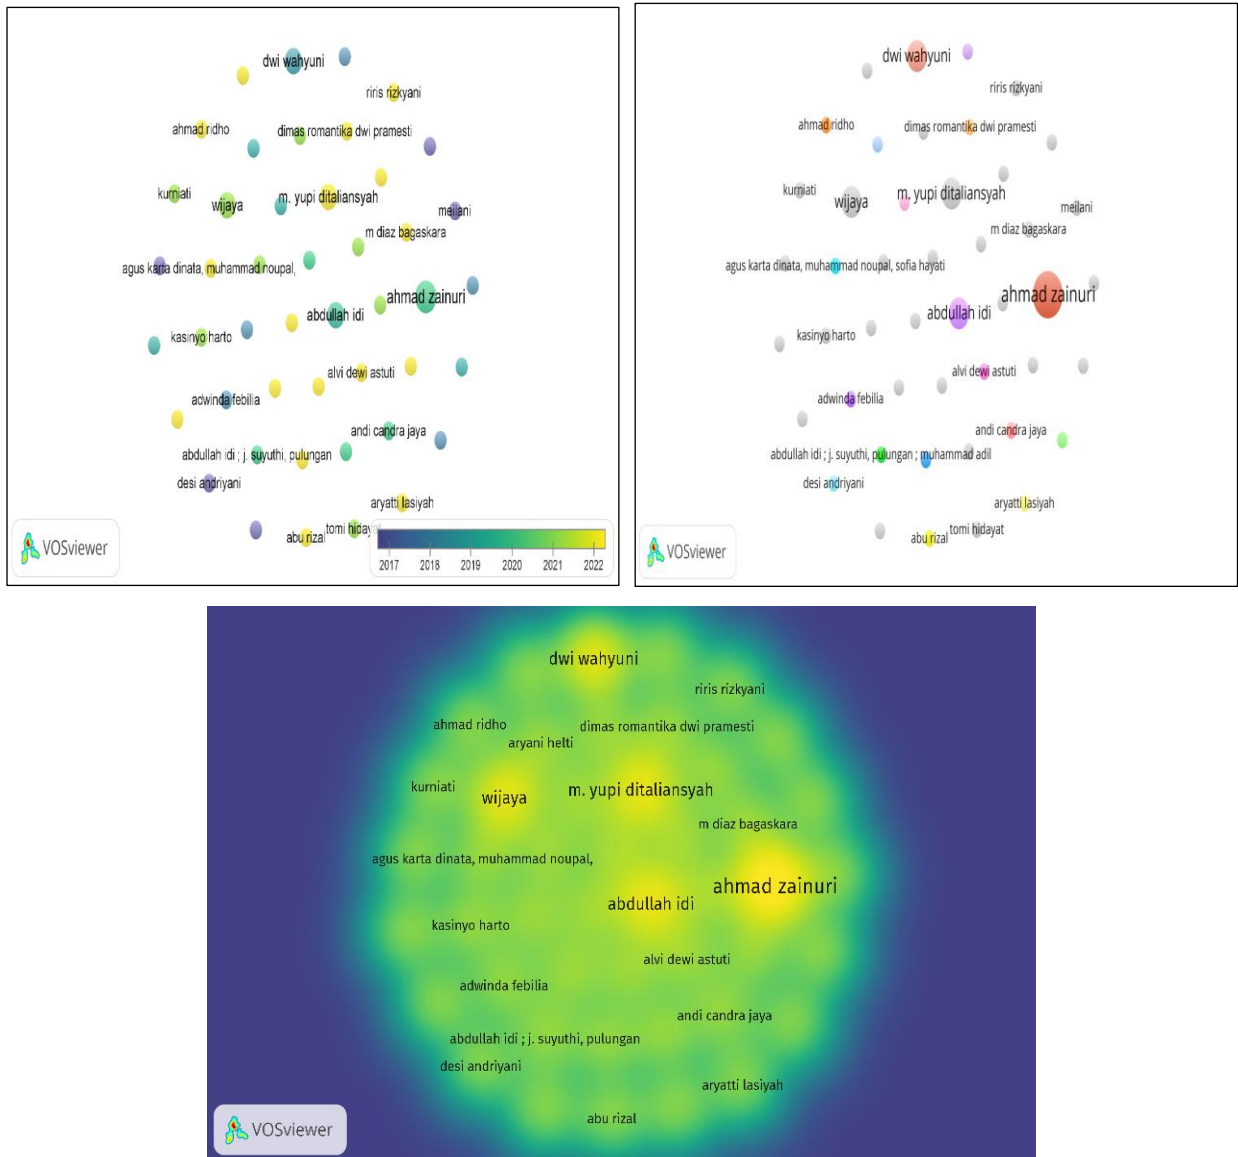 dwi wahyuni
riris rizkyani
ahmad ridho
dimas romantika dwi pramesti
kurniati
wijaya
m. yupi ditaliansyah
meilani
m diaz bagaskara
agus karta dinata, muhammad noupal,
ahmad zainuri
abdullah idi
kasinyo harto
alvi dewi astuti
adwinda febilia
andi candra jaya
abdullah idi ; j. suyuthi, pulungan
desi andriyani
aryatti lasiyah
abu rizal
tomi hidayat
VOSviewer
2017 2018 2019 2020 2021 2022
dwi wahyuni
riris rizkyani
ahmad ridho
dimas romantika dwi pramesti
kurniati
wijaya
m. yupi ditaliansyah
meilani
m diaz bagaskara
agus karta dinata, muhammad noupal, sofia hayati
ahmad zainuri
abdullah idi
kasinyo harto
alvi dewi astuti
adwinda febilia
andi candra jaya
abdullah idi ; j. suyuthi, pulungan ; muhammad adil
desi andriyani
aryatti lasiyah
abu rizal
tomi hidayat
VOSviewer
dwi wahyuni
riris rizkyani
ahmad ridho
dimas romantika dwi pramesti
aryani helti
kurniati
wijaya
m. yupi ditaliansyah
m diaz bagaskara
agus karta dinata, muhammad noupal,
ahmad zainuri
abdullah idi
kasinyo harto
alvi dewi astuti
adwinda febilia
andi candra jaya
abdullah idi ; j. suyuthi, pulungan
desi andriyani
aryatti lasiyah
abu rizal
VOSviewer